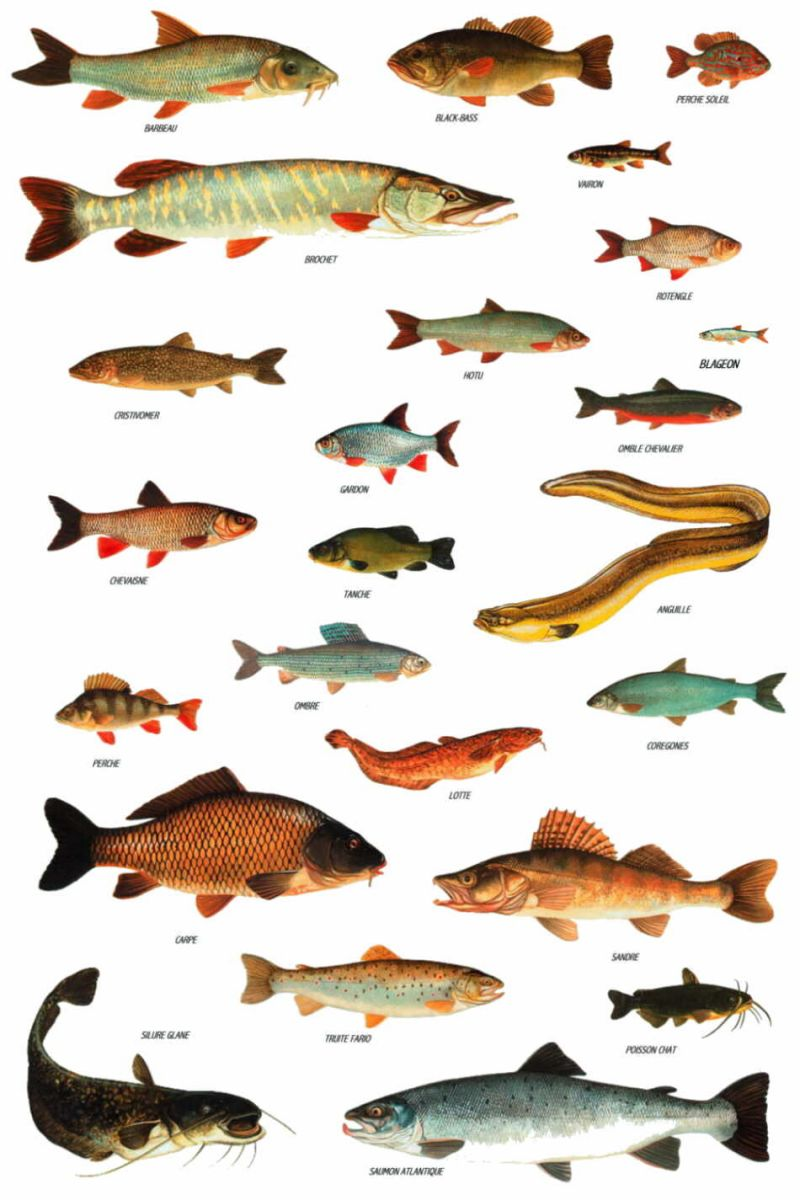 BARBEAU
BLACK-BASS
PERCHE SOLEIL
VAIRON
BROCHET
ROTENGLE
HOTU
BLAGEON
CRISTIVOMER
OMBLE CHEVALIER
GARDON
CHEVAISNE
TANCHE
ANGUILLE
OMBRE
COREGONES
PERCHE
LOTTE
CARPE
SANDRE
SILURE GLANE
TRUITE FARIO
POISSON CHAT
SAUMON ATLANTIQUE